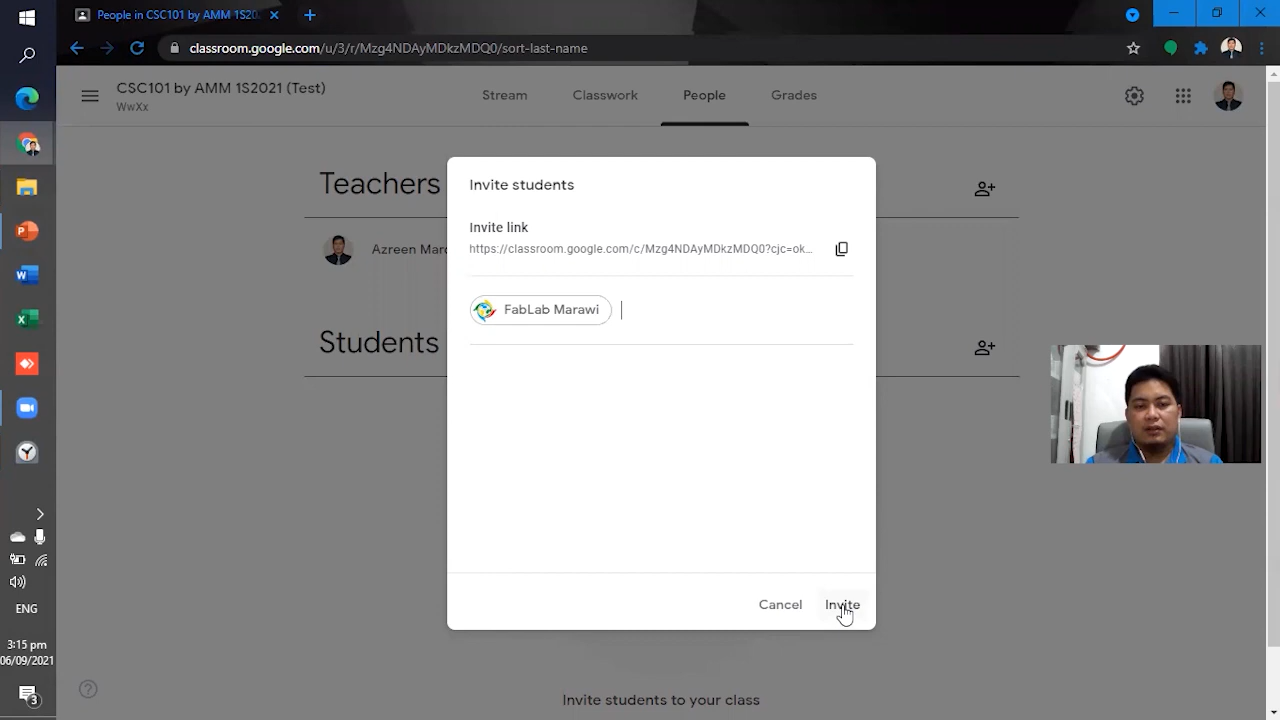 People in CSC101 by AMM 1S20
classroom.google.com/u/3/r/Mzg4NDAyMDkzMDQ0/sort-last-name
CSC101 by AMM 1S2021 (Test)
WwXx
Stream
Classwork
People
Grades
Teachers
Azreen Maro
Students
Invite students
Invite link
https://classroom.google.com/c/Mzg4NDAyMDkzMDQ0?cjc=ok...
FabLab Marawi
Cancel
Invite
Invite students to your class
ENG
3:15 pm
06/09/2021
3